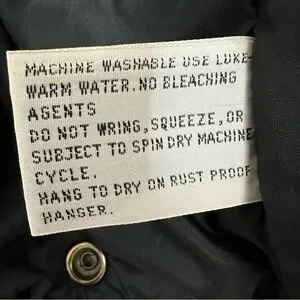 MACHINE WASHABLE USE LUKE-
WARM WATER.NO BLEACHING
AGENTS
DO NOT WRING,SQUEEZE,OR
SUBJECT TO SPIN DRY MACHINE
CYCLE.
HANG TO DRY ON RUST PROOF
HANSER.